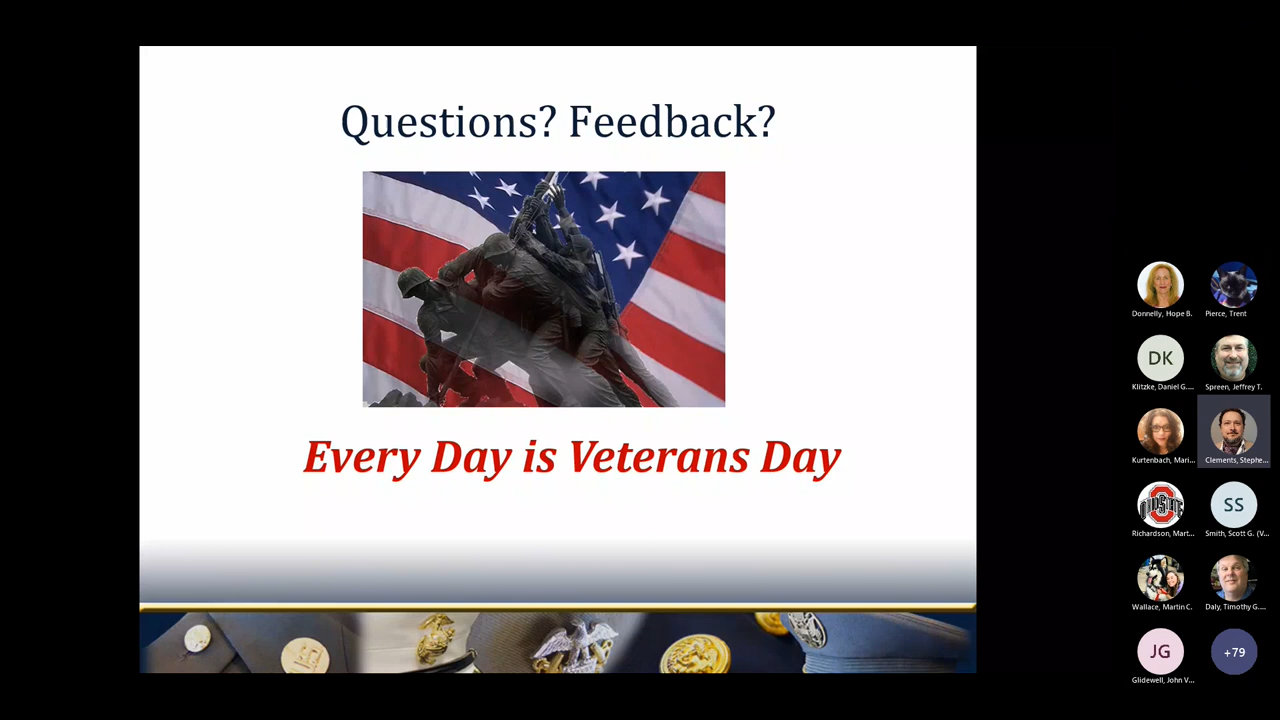 Questions? Feedback?
Every Day is Veterans Day
Donnelly, Hope B.
Pierce, Trent
DK
Klitzke, Daniel G....
Spreen, Jeffrey T.
Kurtenbach, Mari...
Clements, Stephe...
Richardson, Mart...
SS
Smith, Scott G. (V...
Wallace, Martin C.
Daly, Timothy G....
JG
Glidewell, John V...
+79